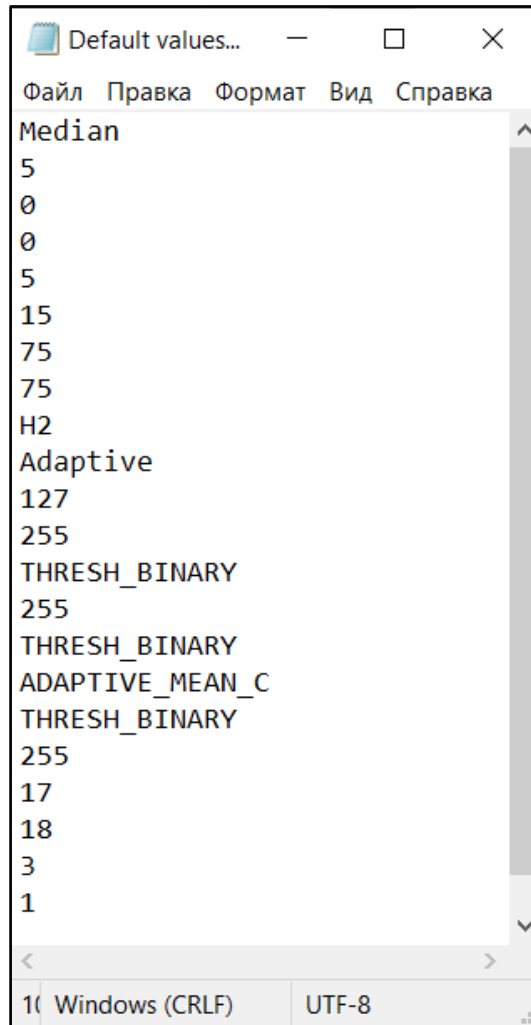 Default values...
Файл Правка Формат Вид Справка
Median
5
0
0
5
15
75
75
H2
Adaptive
127
255
THRESH_BINARY
255
THRESH_BINARY
ADAPTIVE_MEAN_C
THRESH_BINARY
255
17
18
3
1
Windows (CRLF) UTF-8